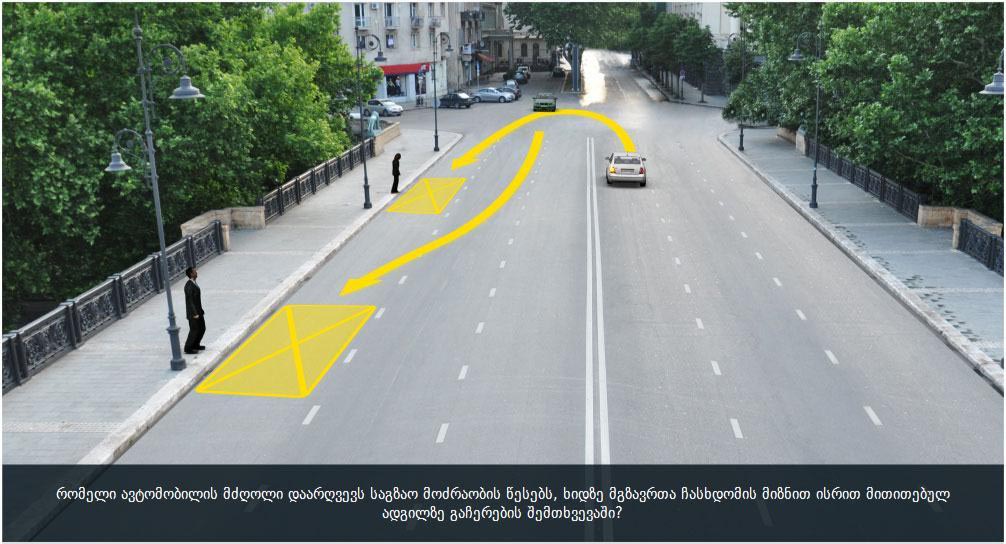 რომელი ავტომობილის მძღოლი დაარღვევს საგზაო მოძრაობის წესებს, ხიდზე მგზავრთა ჩასხდომის მიზნით ისრით მითითებულ
ადგილზე გაჩერების შემთხვევაში?